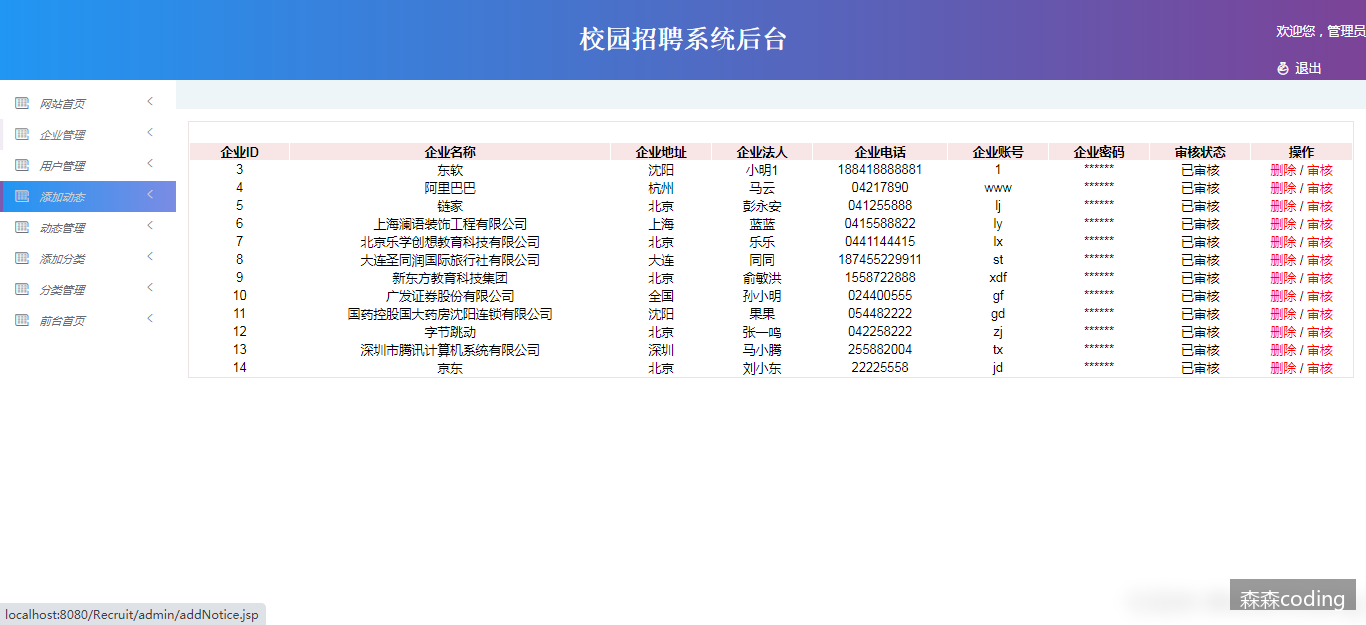 校园招聘系统后台
欢迎您，管理员
退出
网站首页
企业管理
用户管理
添加动态
动态管理
添加分类
分类管理
前台首页
企业ID 企业名称 企业地址 企业法人 企业电话 企业账号 企业密码 审核状态 操作
3 东软 沈阳 小明1 188418888881 1 ****** 已审核 删除 / 审核
4 阿里巴巴 杭州 马云 04217890 www ****** 已审核 删除 / 审核
5 链家 北京 彭永安 041255888 lj ****** 已审核 删除 / 审核
6 上海澜语装饰工程有限公司 上海 蓝蓝 0415588822 ly ****** 已审核 删除 / 审核
7 北京乐学创想教育科技有限公司 北京 乐乐 0441144415 lx ****** 已审核 删除 / 审核
8 大连圣同润国际旅行社有限公司 大连 同同 187455229911 st ****** 已审核 删除 / 审核
9 新东方教育科技集团 北京 俞敏洪 1558722888 xdf ****** 已审核 删除 / 审核
10 广发证券股份有限公司 全国 孙小明 024400555 gf ****** 已审核 删除 / 审核
11 国药控股国大药房沈阳连锁有限公司 沈阳 果果 054482222 gd ****** 已审核 删除 / 审核
12 字节跳动 北京 张一鸣 042258222 zj ****** 已审核 删除 / 审核
13 深圳市腾讯计算机系统有限公司 深圳 马小腾 255882004 tx ****** 已审核 删除 / 审核
14 京东 北京 刘小东 22225558 jd ****** 已审核 删除 / 审核
localhost:8080/Recruit/admin/addNotice.jsp
森森coding